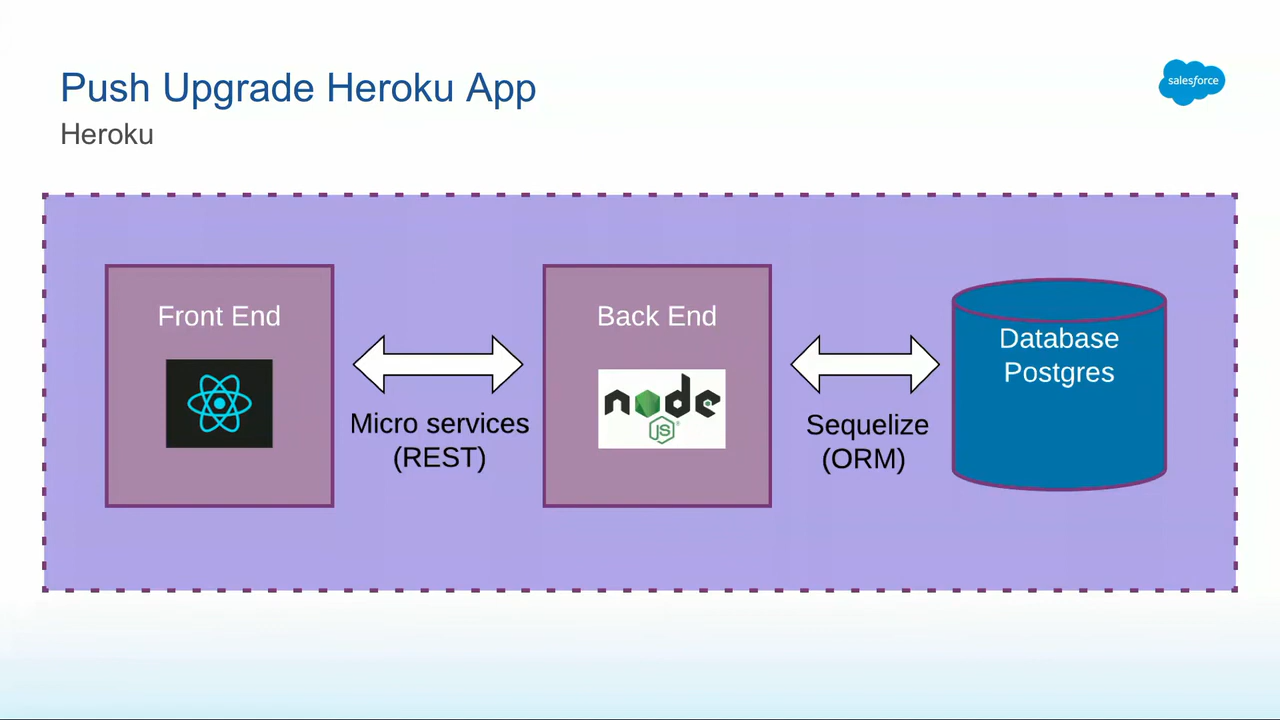 Push Upgrade Heroku App
salesforce
Heroku
Front End
Micro services
(REST)
Back End
node
JS
Sequelize
(ORM)
Database
Postgres